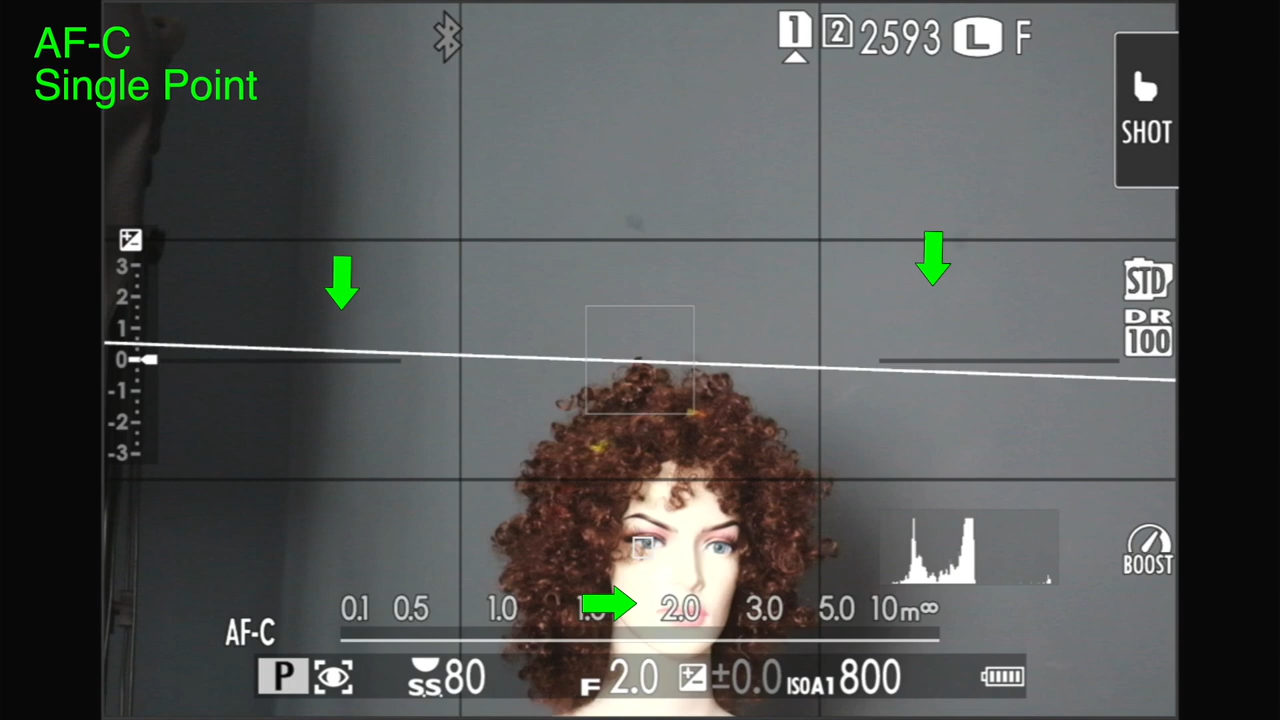 AF-C
Single Point
1 2 2593 L F
SHOT
3
2
1
0
-1
-2
-3
STD
DR
100
BOOST
0.1 0.5 1.0 2.0 3.0 5.0 10m∞
AF-C
P S.S. 80 F 2.0 ±0.0 ISO A1 800